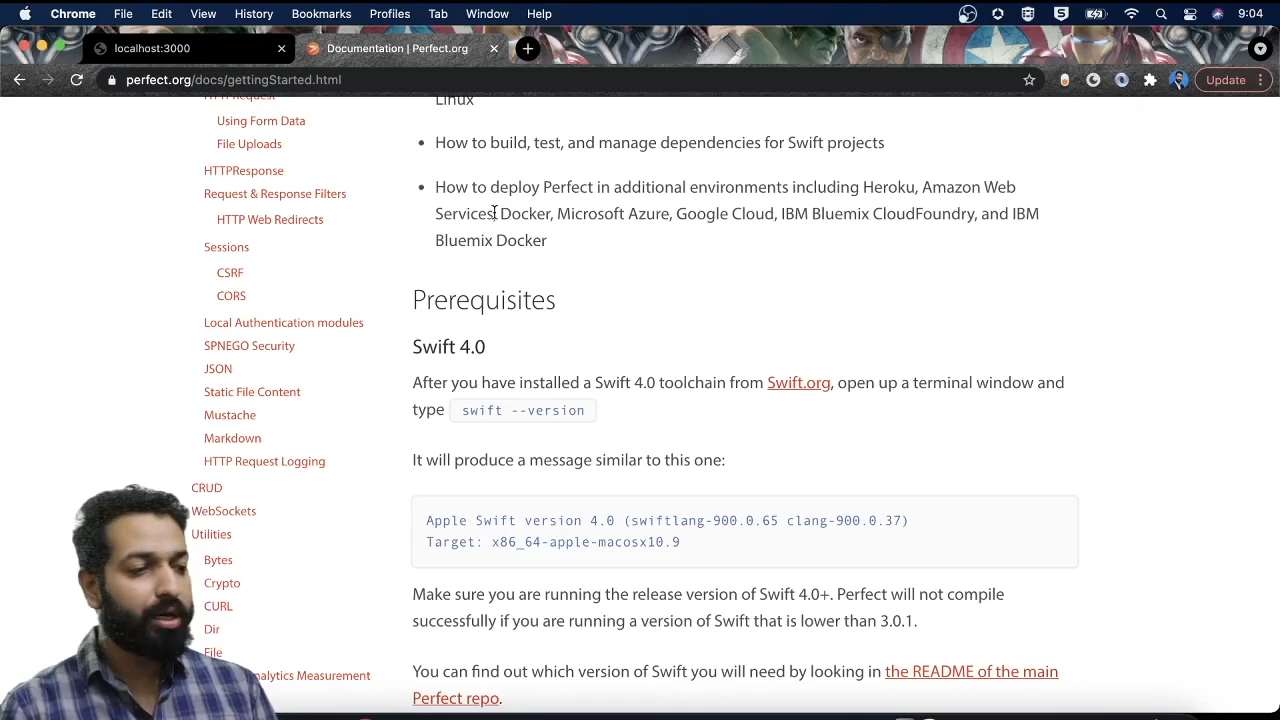 Chrome File Edit View History Bookmarks Profiles Tab Window Help 9:04
localhost:3000 Documentation | Perfect.org
perfect.org/docs/gettingStarted.html Update
HTTP Request
Using Form Data
File Uploads
HTTPResponse
Request & Response Filters
HTTP Web Redirects
Sessions
CSRF
CORS
Local Authentication modules
SPNEGO Security
JSON
Static File Content
Mustache
Markdown
HTTP Request Logging
CRUD
WebSockets
Utilities
Bytes
Crypto
CURL
Dir
File
nalytics Measurement
Linux
• How to build, test, and manage dependencies for Swift projects
• How to deploy Perfect in additional environments including Heroku, Amazon Web
Services Docker, Microsoft Azure, Google Cloud, IBM Bluemix CloudFoundry, and IBM
Bluemix Docker
Prerequisites
Swift 4.0
After you have installed a Swift 4.0 toolchain from Swift.org, open up a terminal window and
type swift --version
It will produce a message similar to this one:
Apple Swift version 4.0 (swiftlang-900.0.65 clang-900.0.37)
Target: x86_64-apple-macosx10.9
Make sure you are running the release version of Swift 4.0+. Perfect will not compile
successfully if you are running a version of Swift that is lower than 3.0.1.
You can find out which version of Swift you will need by looking in the README of the main
Perfect repo.